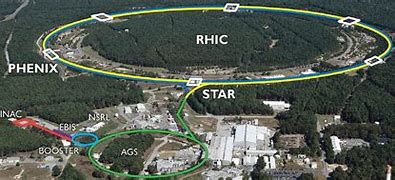 RHIC
PHENIX
STAR
INAC
EBIS
NSRL
BOOSTER
AGS